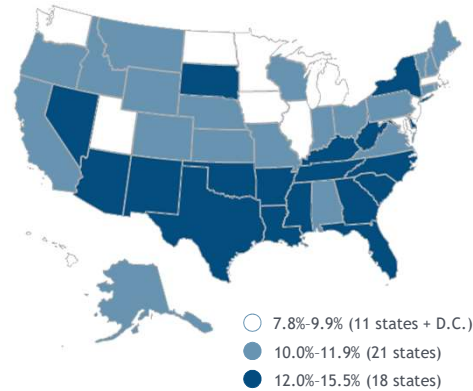 7.8%-9.9% (11 states + D.C.)
10.0%-11.9% (21 states)
12.0%-15.5% (18 states)